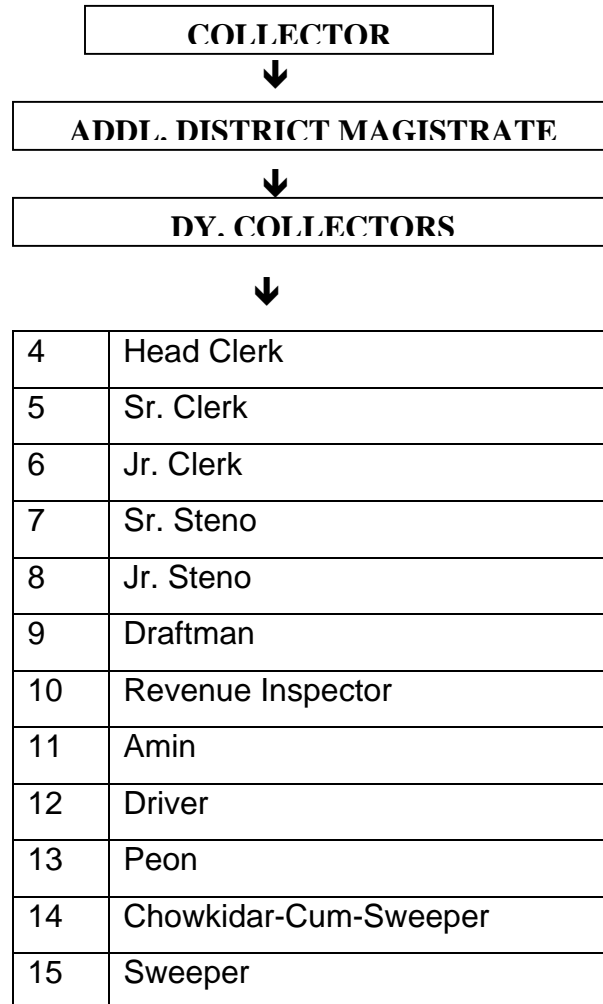 COLLECTOR
ADDL. DISTRICT MAGISTRATE
DY. COLLECTORS
4 Head Clerk
5 Sr. Clerk
6 Jr. Clerk
7 Sr. Steno
8 Jr. Steno
9 Draftman
10 Revenue Inspector
11 Amin
12 Driver
13 Peon
14 Chowkidar-Cum-Sweeper
15 Sweeper